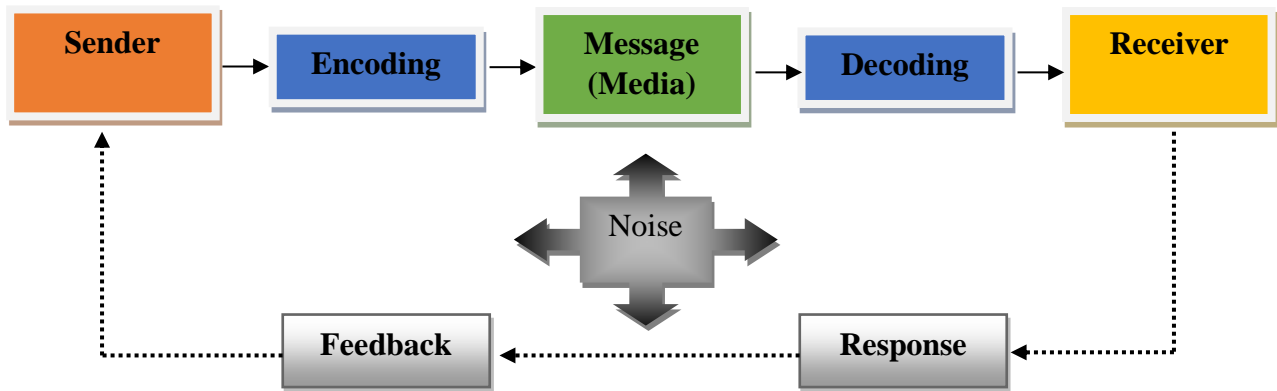 Sender
Encoding
Message
(Media)
Decoding
Receiver
Noise
Feedback
Response